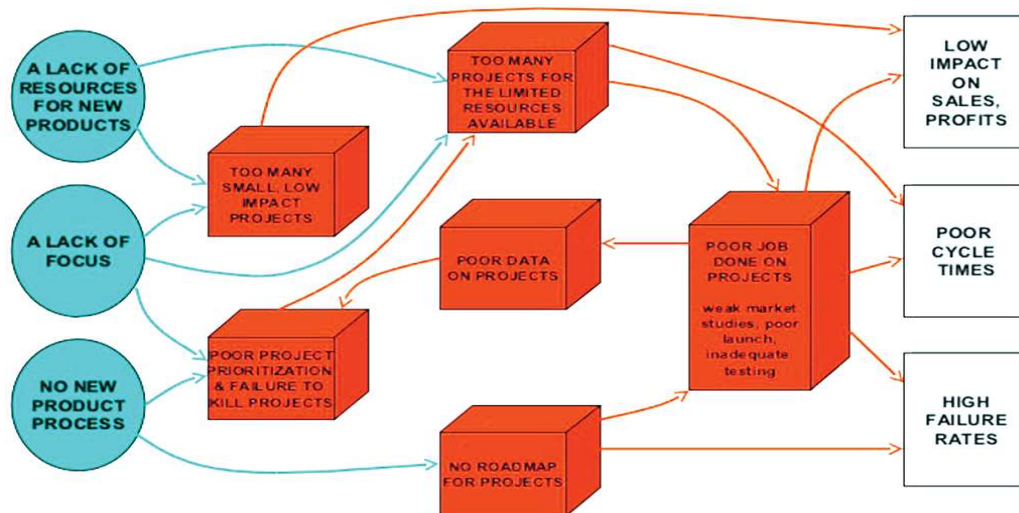 A LACK OF
RESOURCES
FOR NEW
PRODUCTS
A LACK OF
FOCUS
NO NEW
PRODUCT
PROCESS
TOO MANY
SMALL, LOW
IMPACT
PROJECTS
POOR PROJECT
PRIORITIZATION
& FAILURE TO
KILL PROJECTS
TOO MANY
PROJECTS FOR
THE LIMITED
RESOURCES
AVAILABLE
POOR DATA
ON PROJECTS
NO ROADMAP
FOR PROJECTS
POOR JOB
DONE ON
PROJECTS
weak market
studies, poor
launch,
inadequate
testing
LOW
IMPACT
ON
SALES,
PROFITS
POOR
CYCLE
TIMES
HIGH
FAILURE
RATES